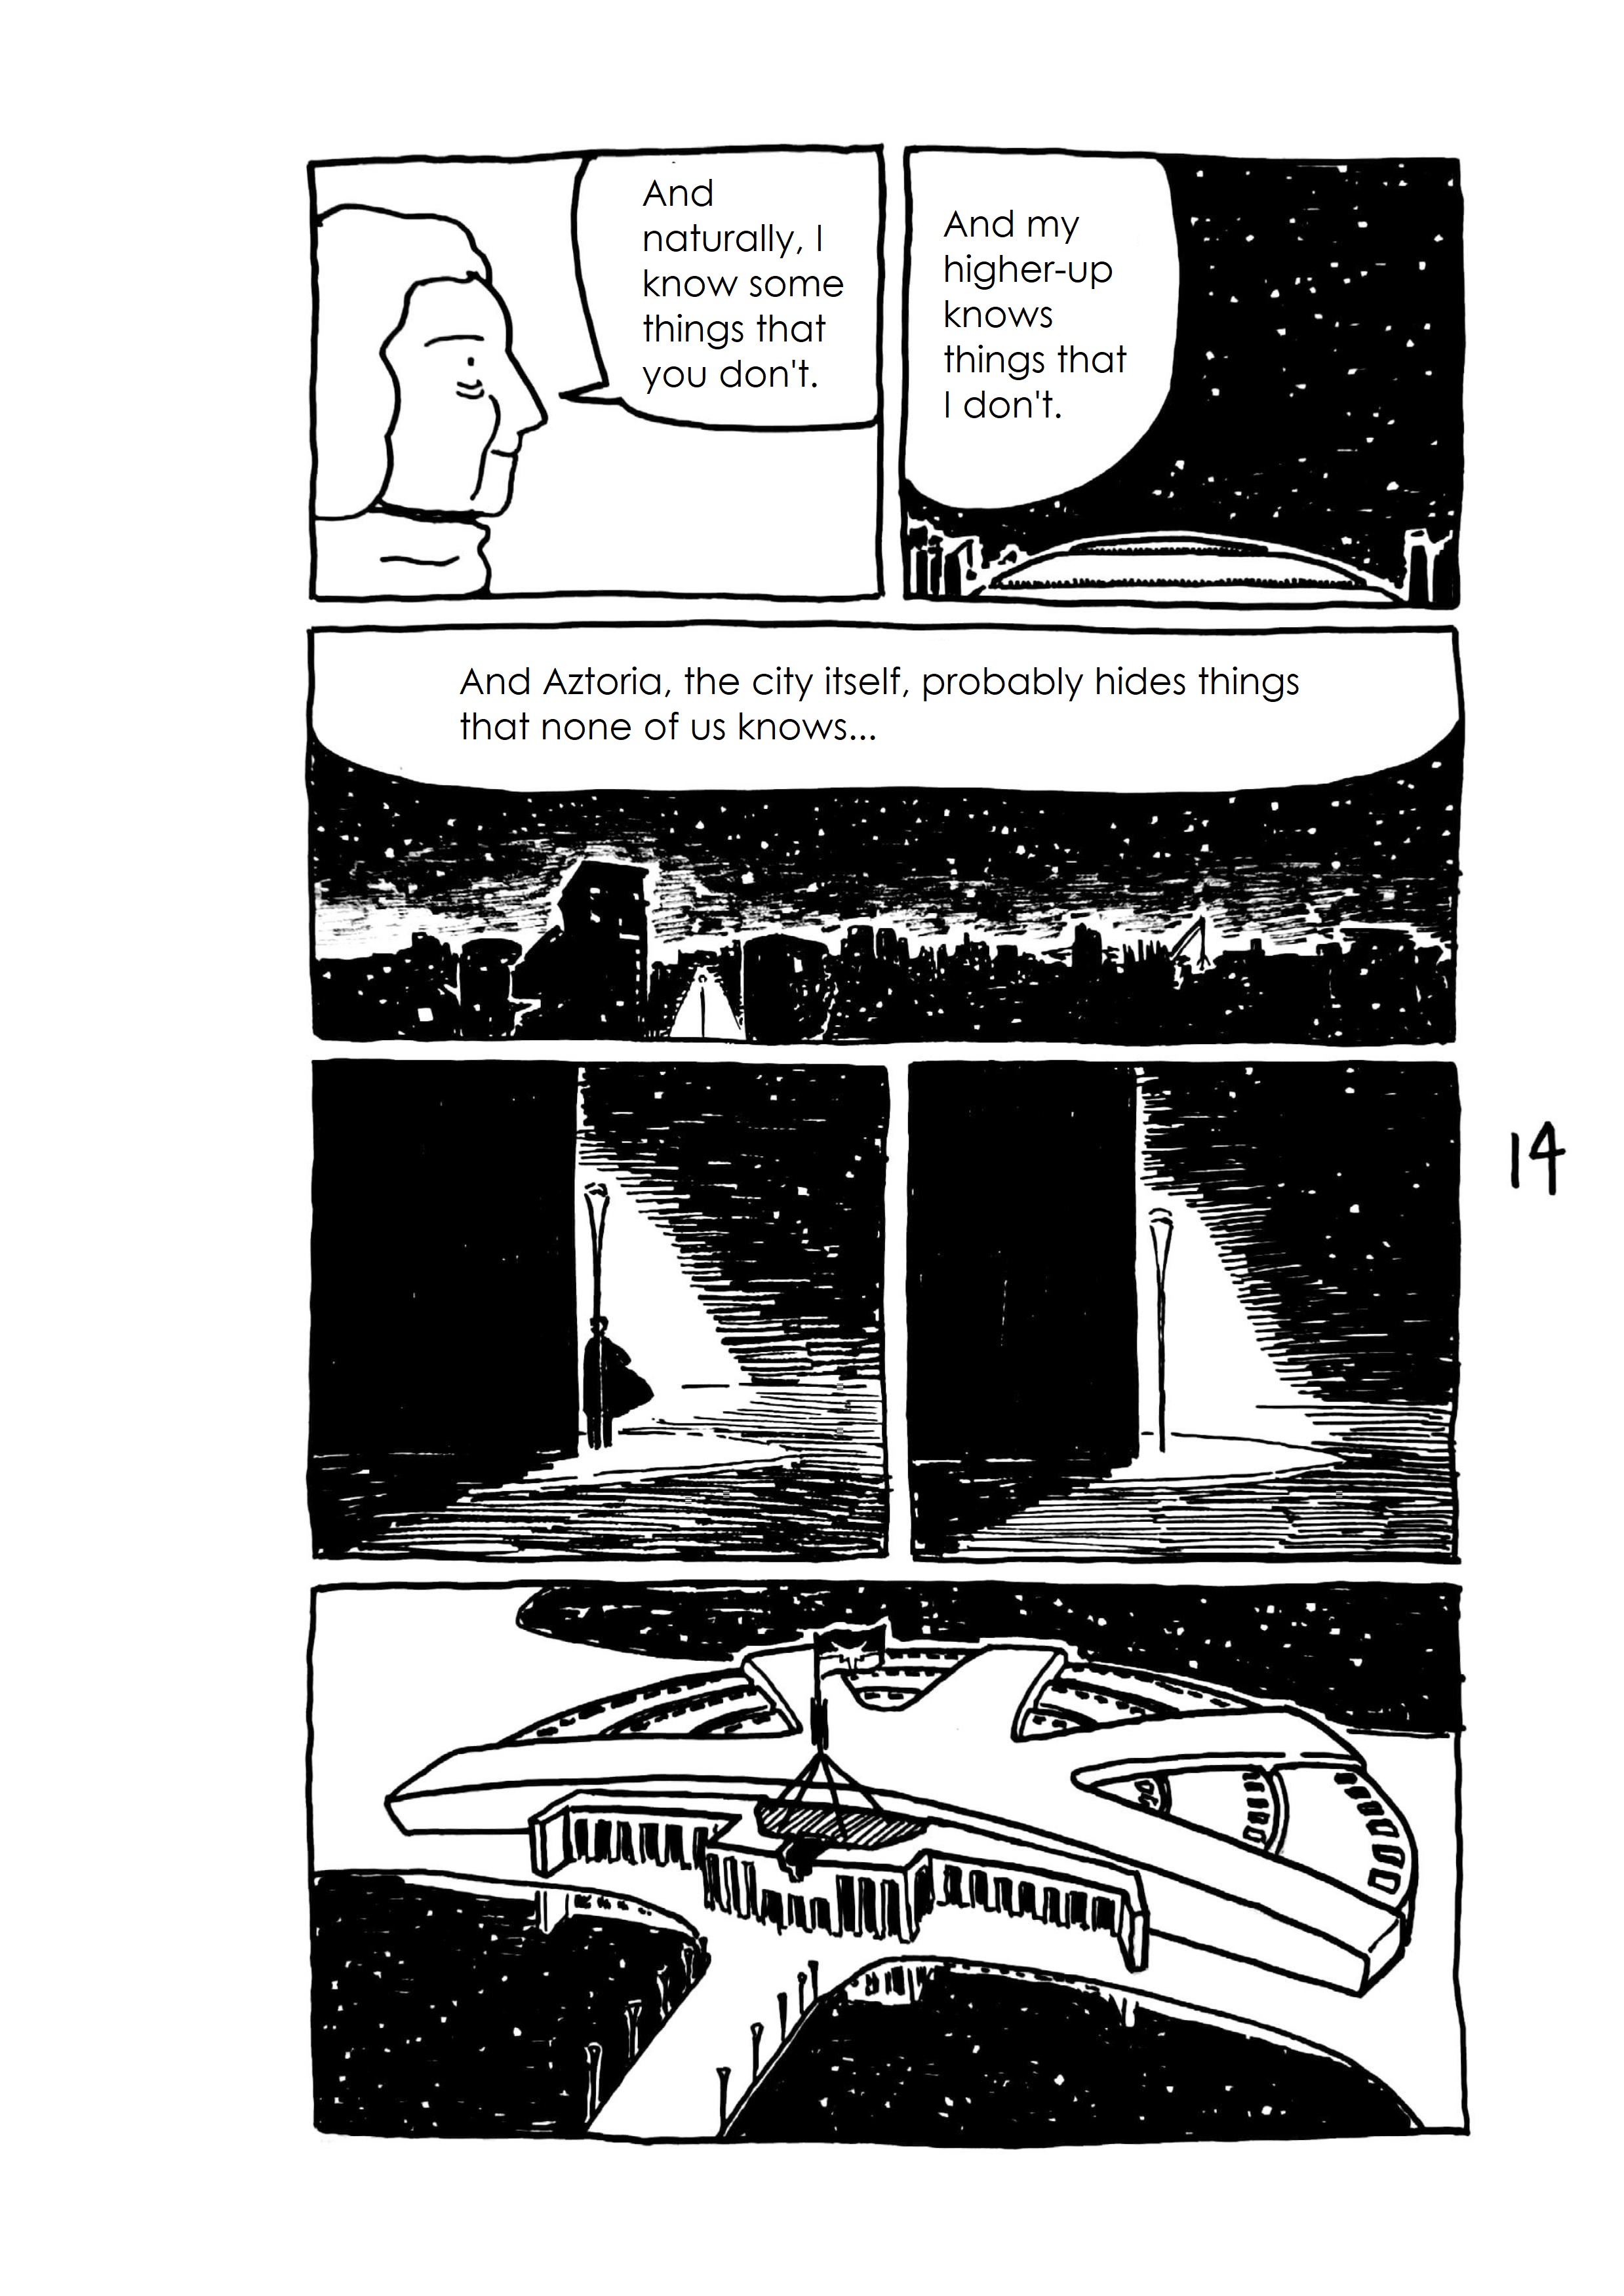 And
naturally, I
know some
things that
you don't.
And my
higher-up
knows
things that
I don't.
And Aztoria, the city itself, probably hides things
that none of us knows...
14